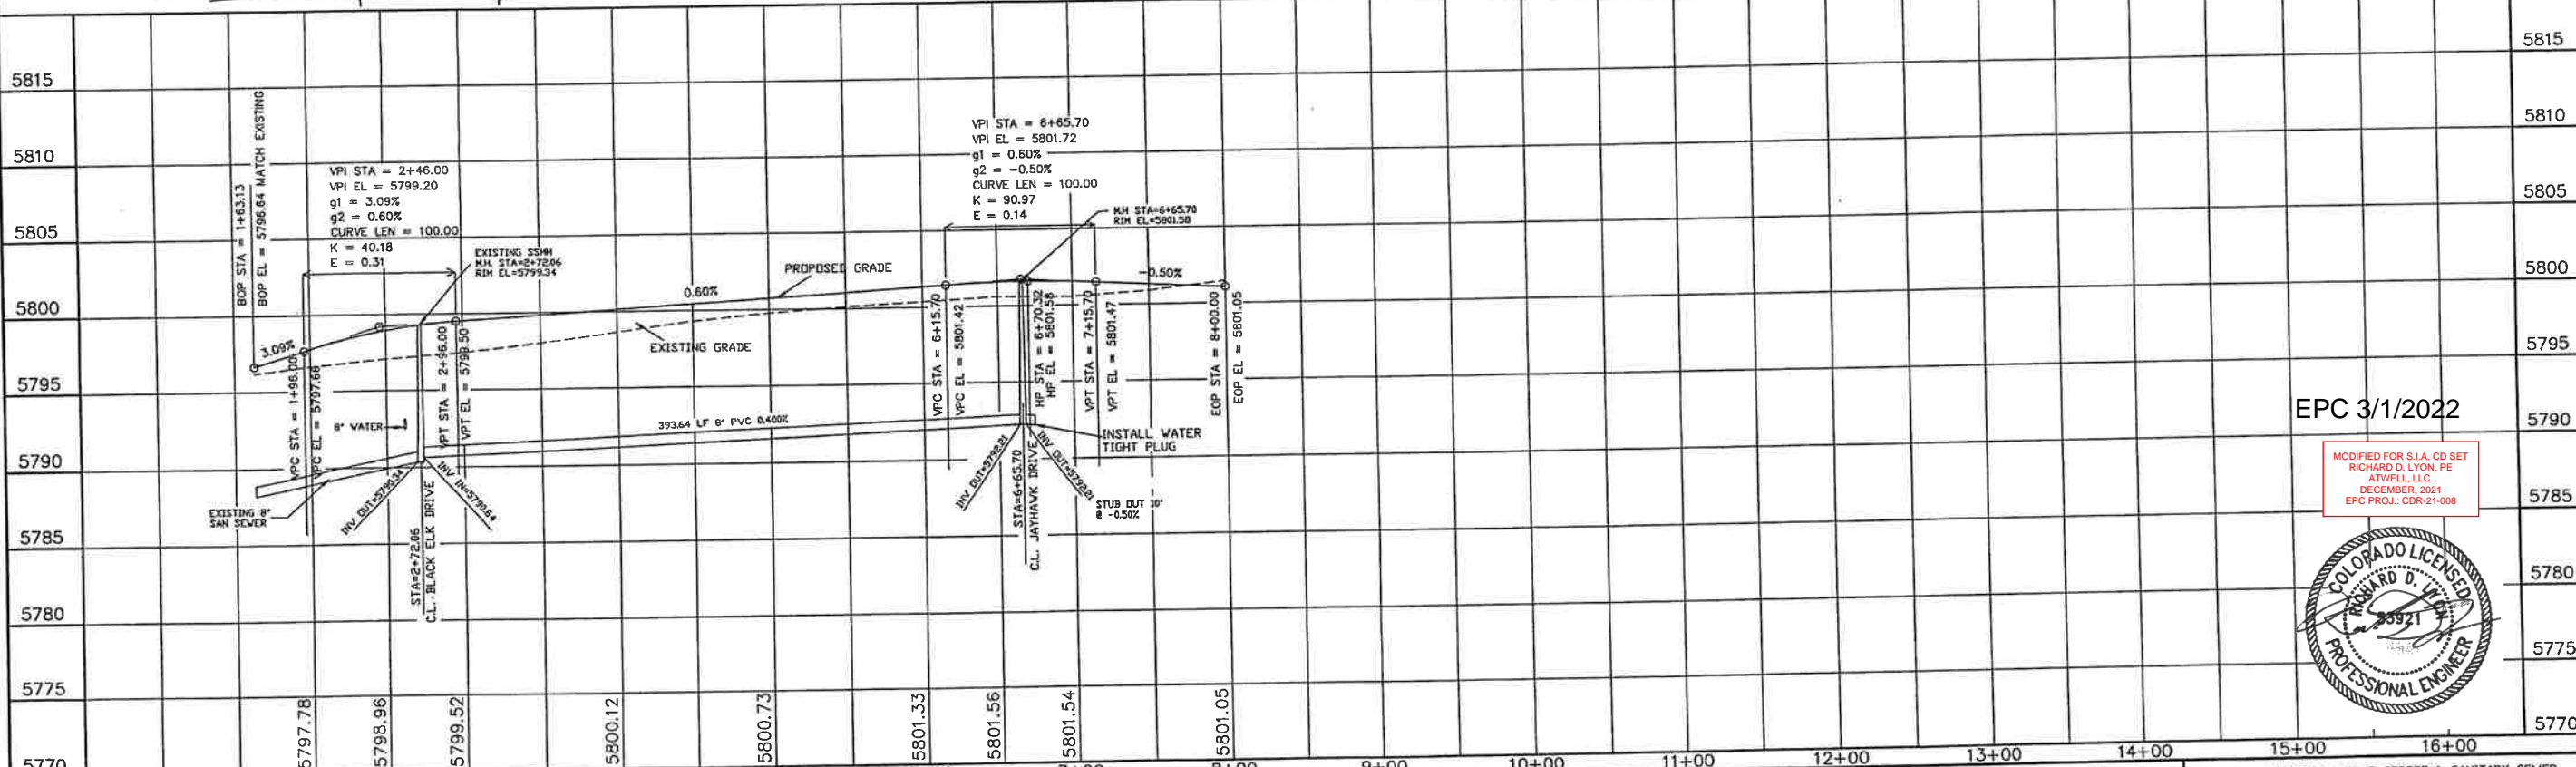 5815
5810
5805
5800
5795
5790
5785
5780
5775
5770
BOP STA = 1+63.13
BOP EL = 5796.64 MATCH EXISTING
VPI STA = 2+46.00
VPI EL = 5799.20
g1 = 3.09%
g2 = 0.60%
CURVE LEN = 100.00
K = 40.18
E = 0.31
EXISTING SSMH
M.H. STA=2+72.06
RIM EL=5799.34
3.09%
VPC STA = 1+96.00
VPC EL = 5797.66
8" WATER
VPT STA = 2+96.00
VPT EL = 5799.50
EXISTING 8"
SAN SEWER
INV OUT=5790.34
INV IN=5790.64
STA=2+72.06
C.L. BLACK ELK DRIVE
0.60%
PROPOSED GRADE
EXISTING GRADE
393.64 LF 8" PVC 0.400%
VPI STA = 6+65.70
VPI EL = 5801.72
g1 = 0.60%
g2 = -0.50%
CURVE LEN = 100.00
K = 90.97
E = 0.14
MH STA=6+65.70
RIM EL=5801.58
-0.50%
VPC STA = 6+15.70
VPC EL = 5801.42
HP STA = 6+70.32
HP EL = 5801.58
VPT STA = 7+15.70
VPT EL = 5801.47
EOP STA = 8+00.00
EOP EL = 5801.05
INSTALL WATER
TIGHT PLUG
INV OUT=5792.21
INV OUT=5792.21
STA=6+65.70
C.L. JAYHAWK DRIVE
STUB OUT 10'
@ -0.50%
5797.78
5798.96
5799.52
5800.12
5800.73
5801.33
5801.56
5801.54
5801.05
9+00
10+00
11+00
12+00
13+00
14+00
15+00
16+00
5815
5810
5805
5800
5795
5790
5785
5780
5775
5770
EPC 3/1/2022
MODIFIED FOR S.I.A. CD SET
RICHARD D. LYON, PE
ATWELL, LLC.
DECEMBER, 2021
EPC PROJ.: CDR-21-008
COLORADO LICENSED
RICHARD D. LYON
53921
PROFESSIONAL ENGINEER